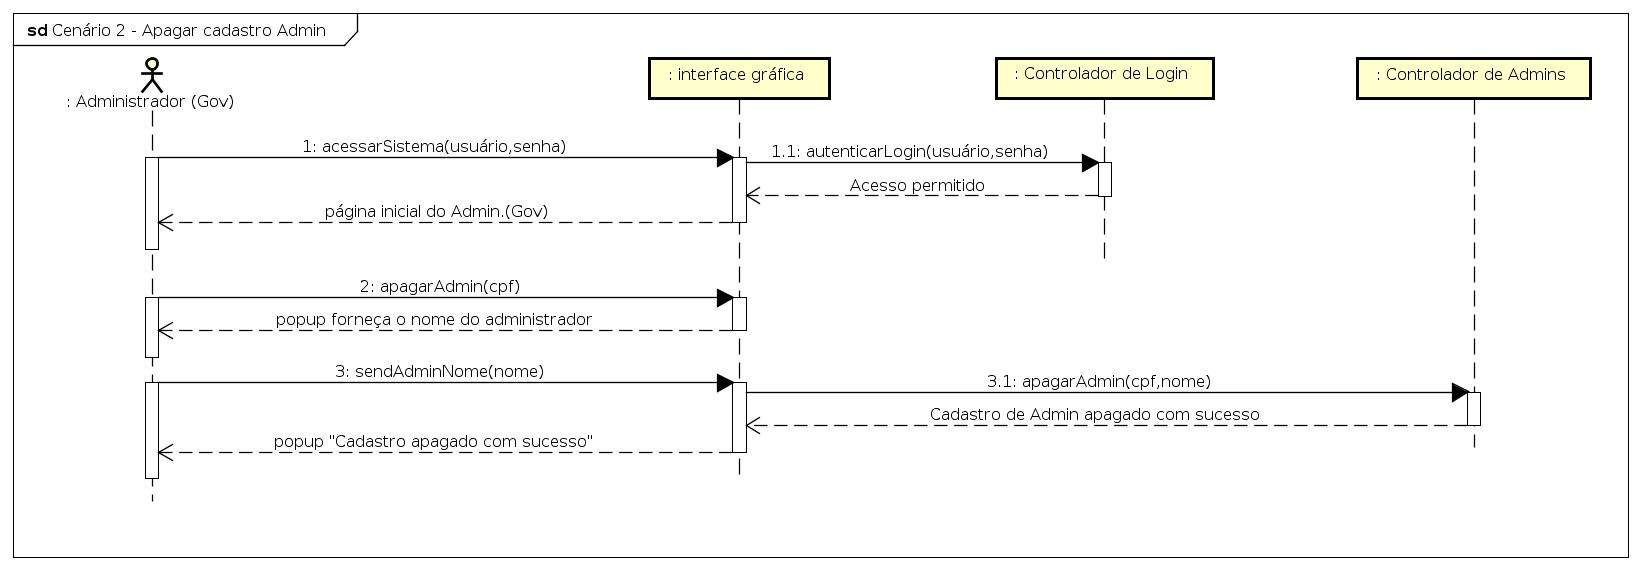 sd Cenário 2 - Apagar cadastro Admin
: Administrador (Gov)
: interface gráfica
: Controlador de Login
: Controlador de Admins
1: acessarSistema(usuário,senha)
1.1: autenticarLogin(usuário,senha)
Acesso permitido
página inicial do Admin.(Gov)
2: apagarAdmin(cpf)
popup forneça o nome do administrador
3: sendAdminNome(nome)
3.1: apagarAdmin(cpf,nome)
Cadastro de Admin apagado com sucesso
popup "Cadastro apagado com sucesso"